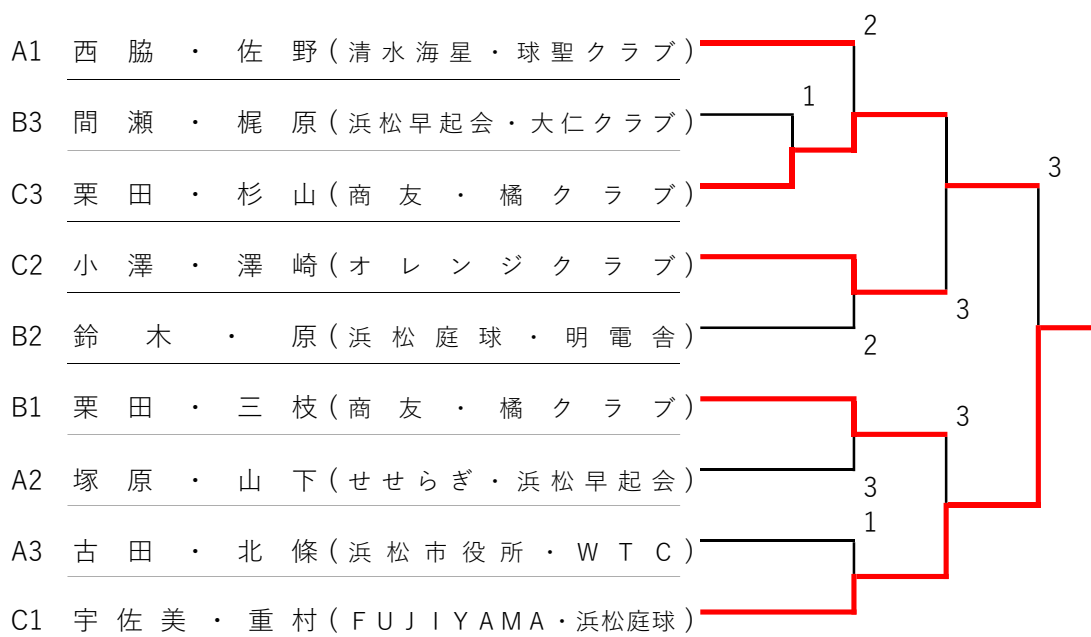 2
A1 西脇・佐野(清水海星・球聖クラブ)
1
B3 間瀬・梶原(浜松早起会・大仁クラブ)
3
C3 栗田・杉山(商友・橘クラブ)
C2 小澤・澤崎(オレンジクラブ)
3
B2 鈴木・原(浜松庭球・明電舎)
2
B1 栗田・三枝(商友・橘クラブ)
3
A2 塚原・山下(せせらぎ・浜松早起会)
3
1
A3 古田・北條(浜松市役所・WTC)
C1 宇佐美・重村(FUJIYAMA・浜松庭球)